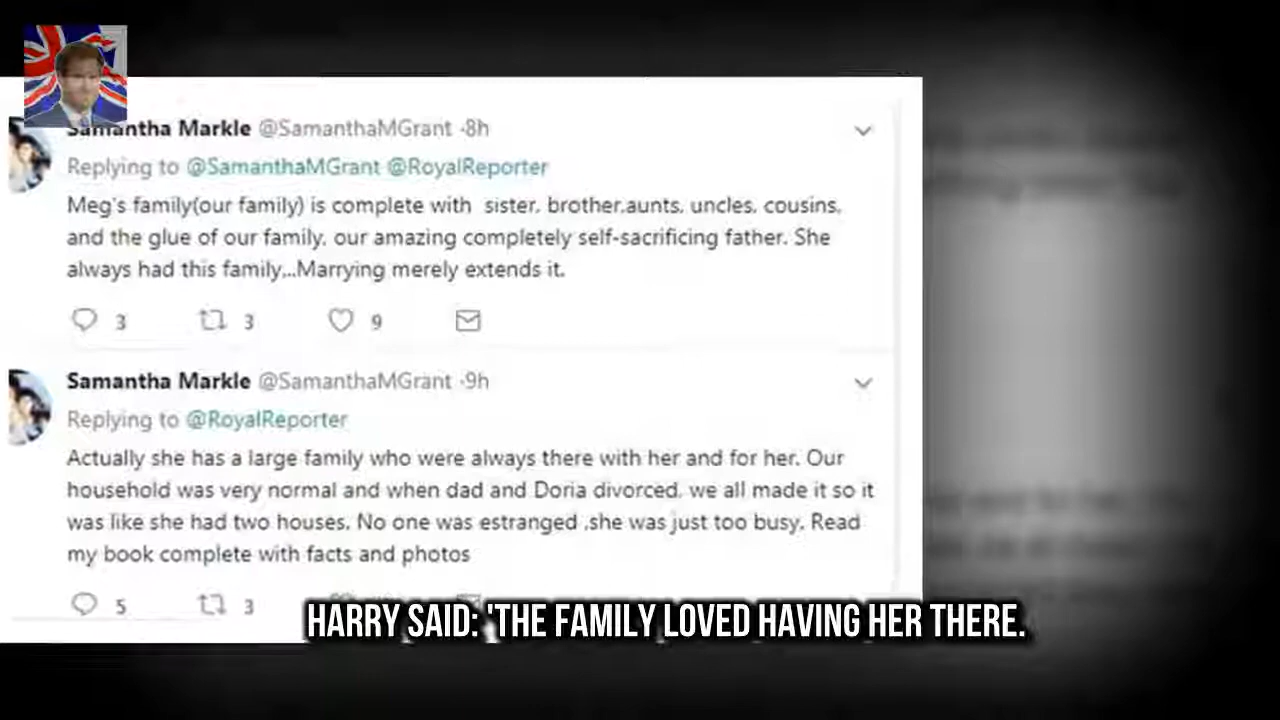 Samantha Markle @SamanthaMGrant ·8h
Replying to @SamanthaMGrant @RoyalReporter
Meg's family(our family) is complete with sister, brother,aunts, uncles, cousins,
and the glue of our family, our amazing completely self-sacrificing father. She
always had this family...Marrying merely extends it.
3 3 9
Samantha Markle @SamanthaMGrant ·9h
Replying to @RoyalReporter
Actually she has a large family who were always there with her and for her. Our
household was very normal and when dad and Doria divorced, we all made it so it
was like she had two houses. No one was estranged ,she was just too busy. Read
my book complete with facts and photos
5 3
HARRY SAID: 'THE FAMILY LOVED HAVING HER THERE.